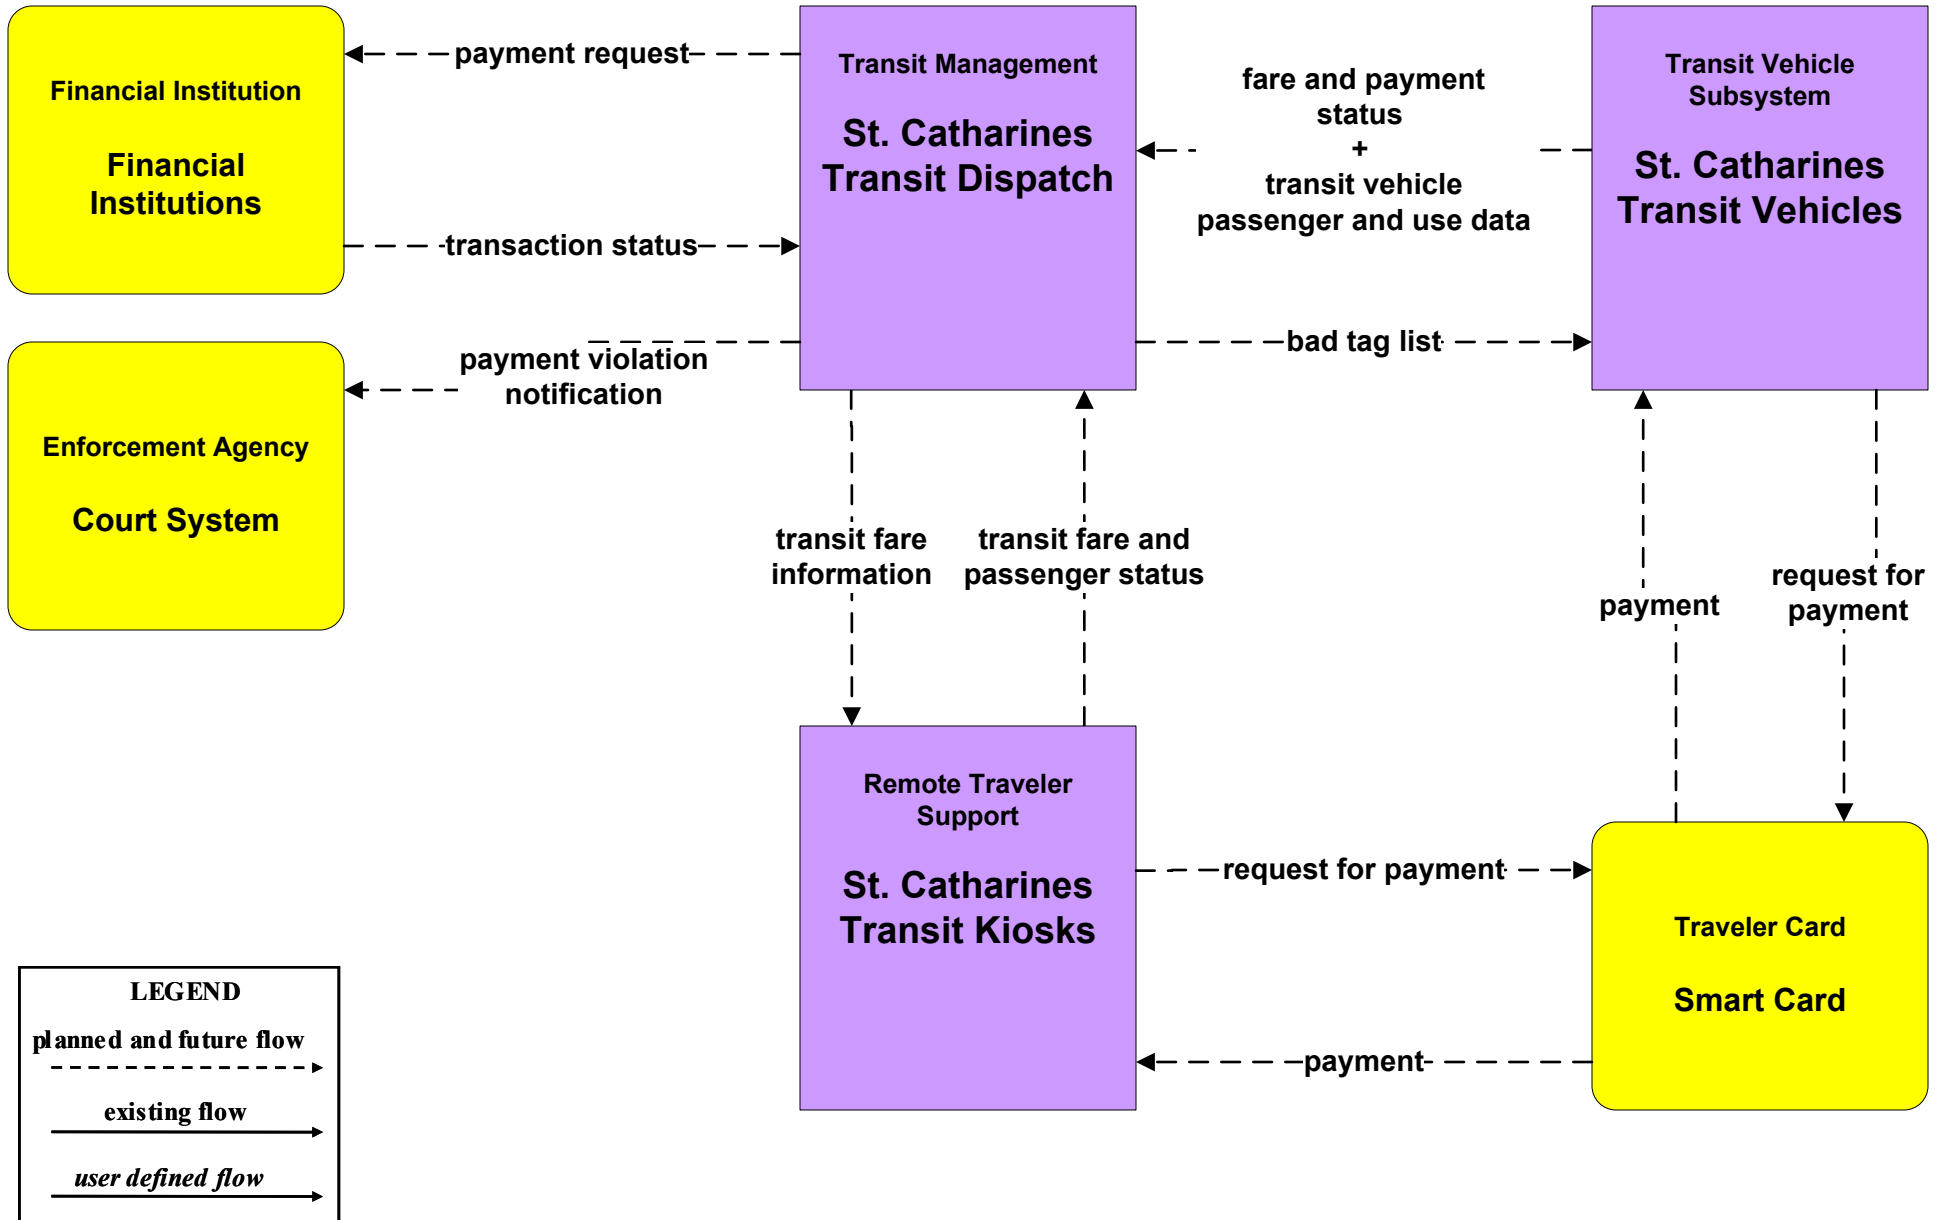 payment request
Financial Institution
Financial
Institutions
transaction status
Transit Management
St. Catharines
Transit Dispatch
fare and payment
status
+
transit vehicle
passenger and use data
Transit Vehicle
Subsystem
St. Catharines
Transit Vehicles
payment violation
notification
bad tag list
Enforcement Agency
Court System
transit fare
information
transit fare and
passenger status
payment
request for
payment
Remote Traveler
Support
St. Catharines
Transit Kiosks
request for payment
payment
Traveler Card
Smart Card
LEGEND
planned and future flow
existing flow
user defined flow